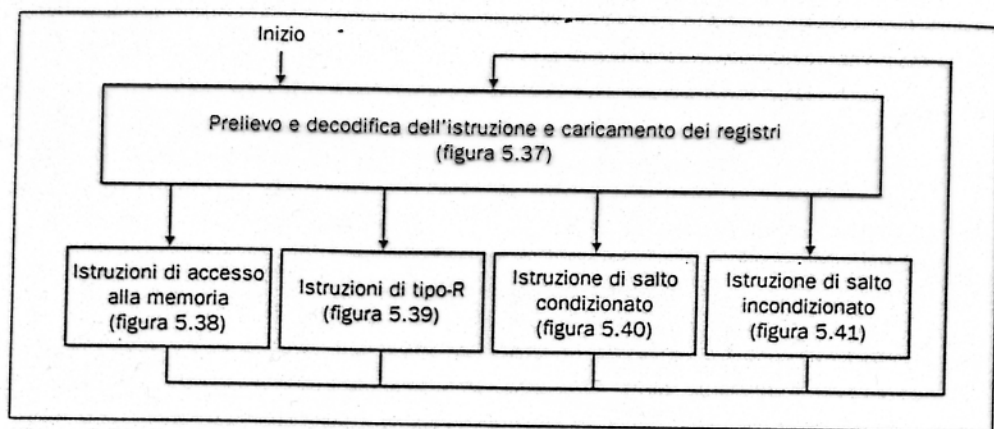 Inizio
Prelievo e decodifica dell'istruzione e caricamento dei registri
(figura 5.37)
Istruzioni di accesso
alla memoria
(figura 5.38)
Istruzioni di tipo-R
(figura 5.39)
Istruzione di salto
condizionato
(figura 5.40)
Istruzione di salto
incondizionato
(figura 5.41)